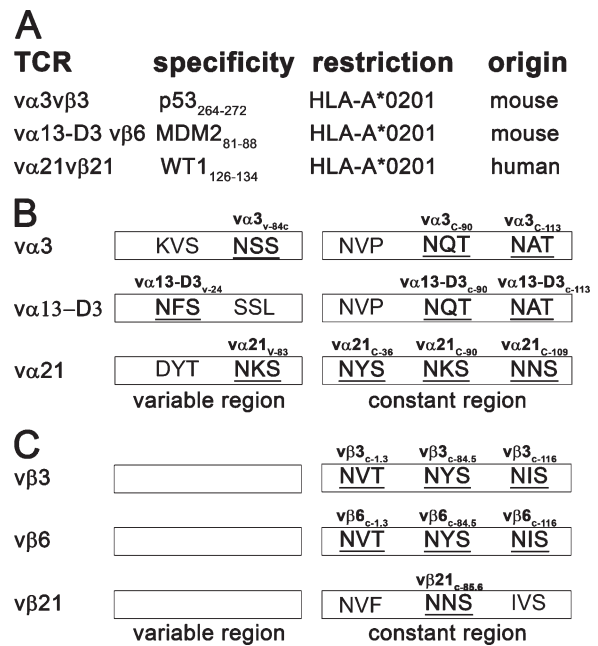 A
TCR specificity restriction origin
vα3vβ3 p53264-272 HLA-A*0201 mouse
vα13-D3 vβ6 MDM281-88 HLA-A*0201 mouse
vα21vβ21 WT1126-134 HLA-A*0201 human
B
vα3v-84c vα3C-90 vα3C-113
vα3 KVS NSS NVP NQT NAT
vα13-D3v-24 vα13-D3c-90 vα13-D3c-113
vα13–D3 NFS SSL NVP NQT NAT
vα21V-83 vα21C-36 vα21C-90 vα21C-109
vα21 DYT NKS NYS NKS NNS
variable region constant region
C
vβ3c-1.3 vβ3c-84.5 vβ3c-116
vβ3 NVT NYS NIS
vβ6c-1.3 vβ6c-84.5 vβ6c-116
vβ6 NVT NYS NIS
vβ21c-85.6
vβ21 NVF NNS IVS
variable region constant region